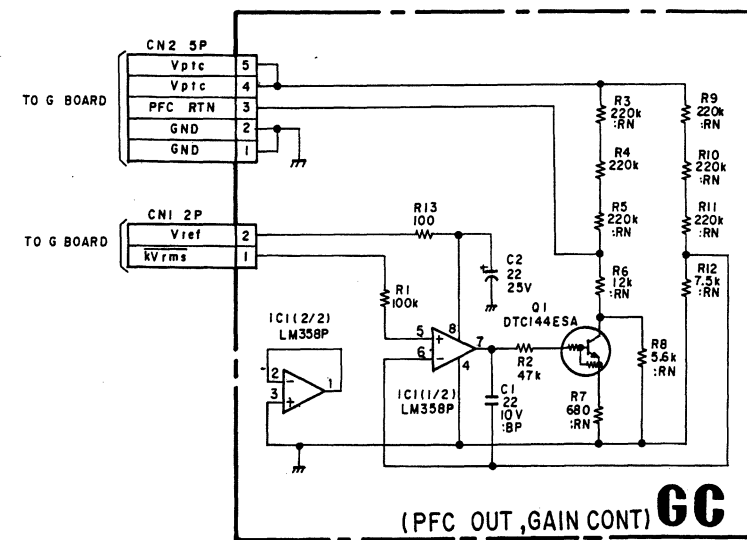 CN2 5P
Vptc 5
Vptc 4
TO G BOARD
PFC RTN 3
GND 2
GND 1
R3
220k
:RN
R9
220k
:RN
R4
220k
R10
220k
:RN
R5
220k
:RN
R11
220k
:RN
CN1 2P
TO G BOARD
Vref 2
kVrms 1
R13
100
C2
22
25V
R6
12k
:RN
R12
7.5k
:RN
R1
100k
Q1
DTC144ESA
IC1(2/2)
LM358P
2
3
1
5
6
8
7
4
IC1(1/2)
LM358P
R2
47k
C1
22
10V
:BP
R8
5.6k
:RN
R7
680
:RN
(PFC OUT,GAIN CONT) GC